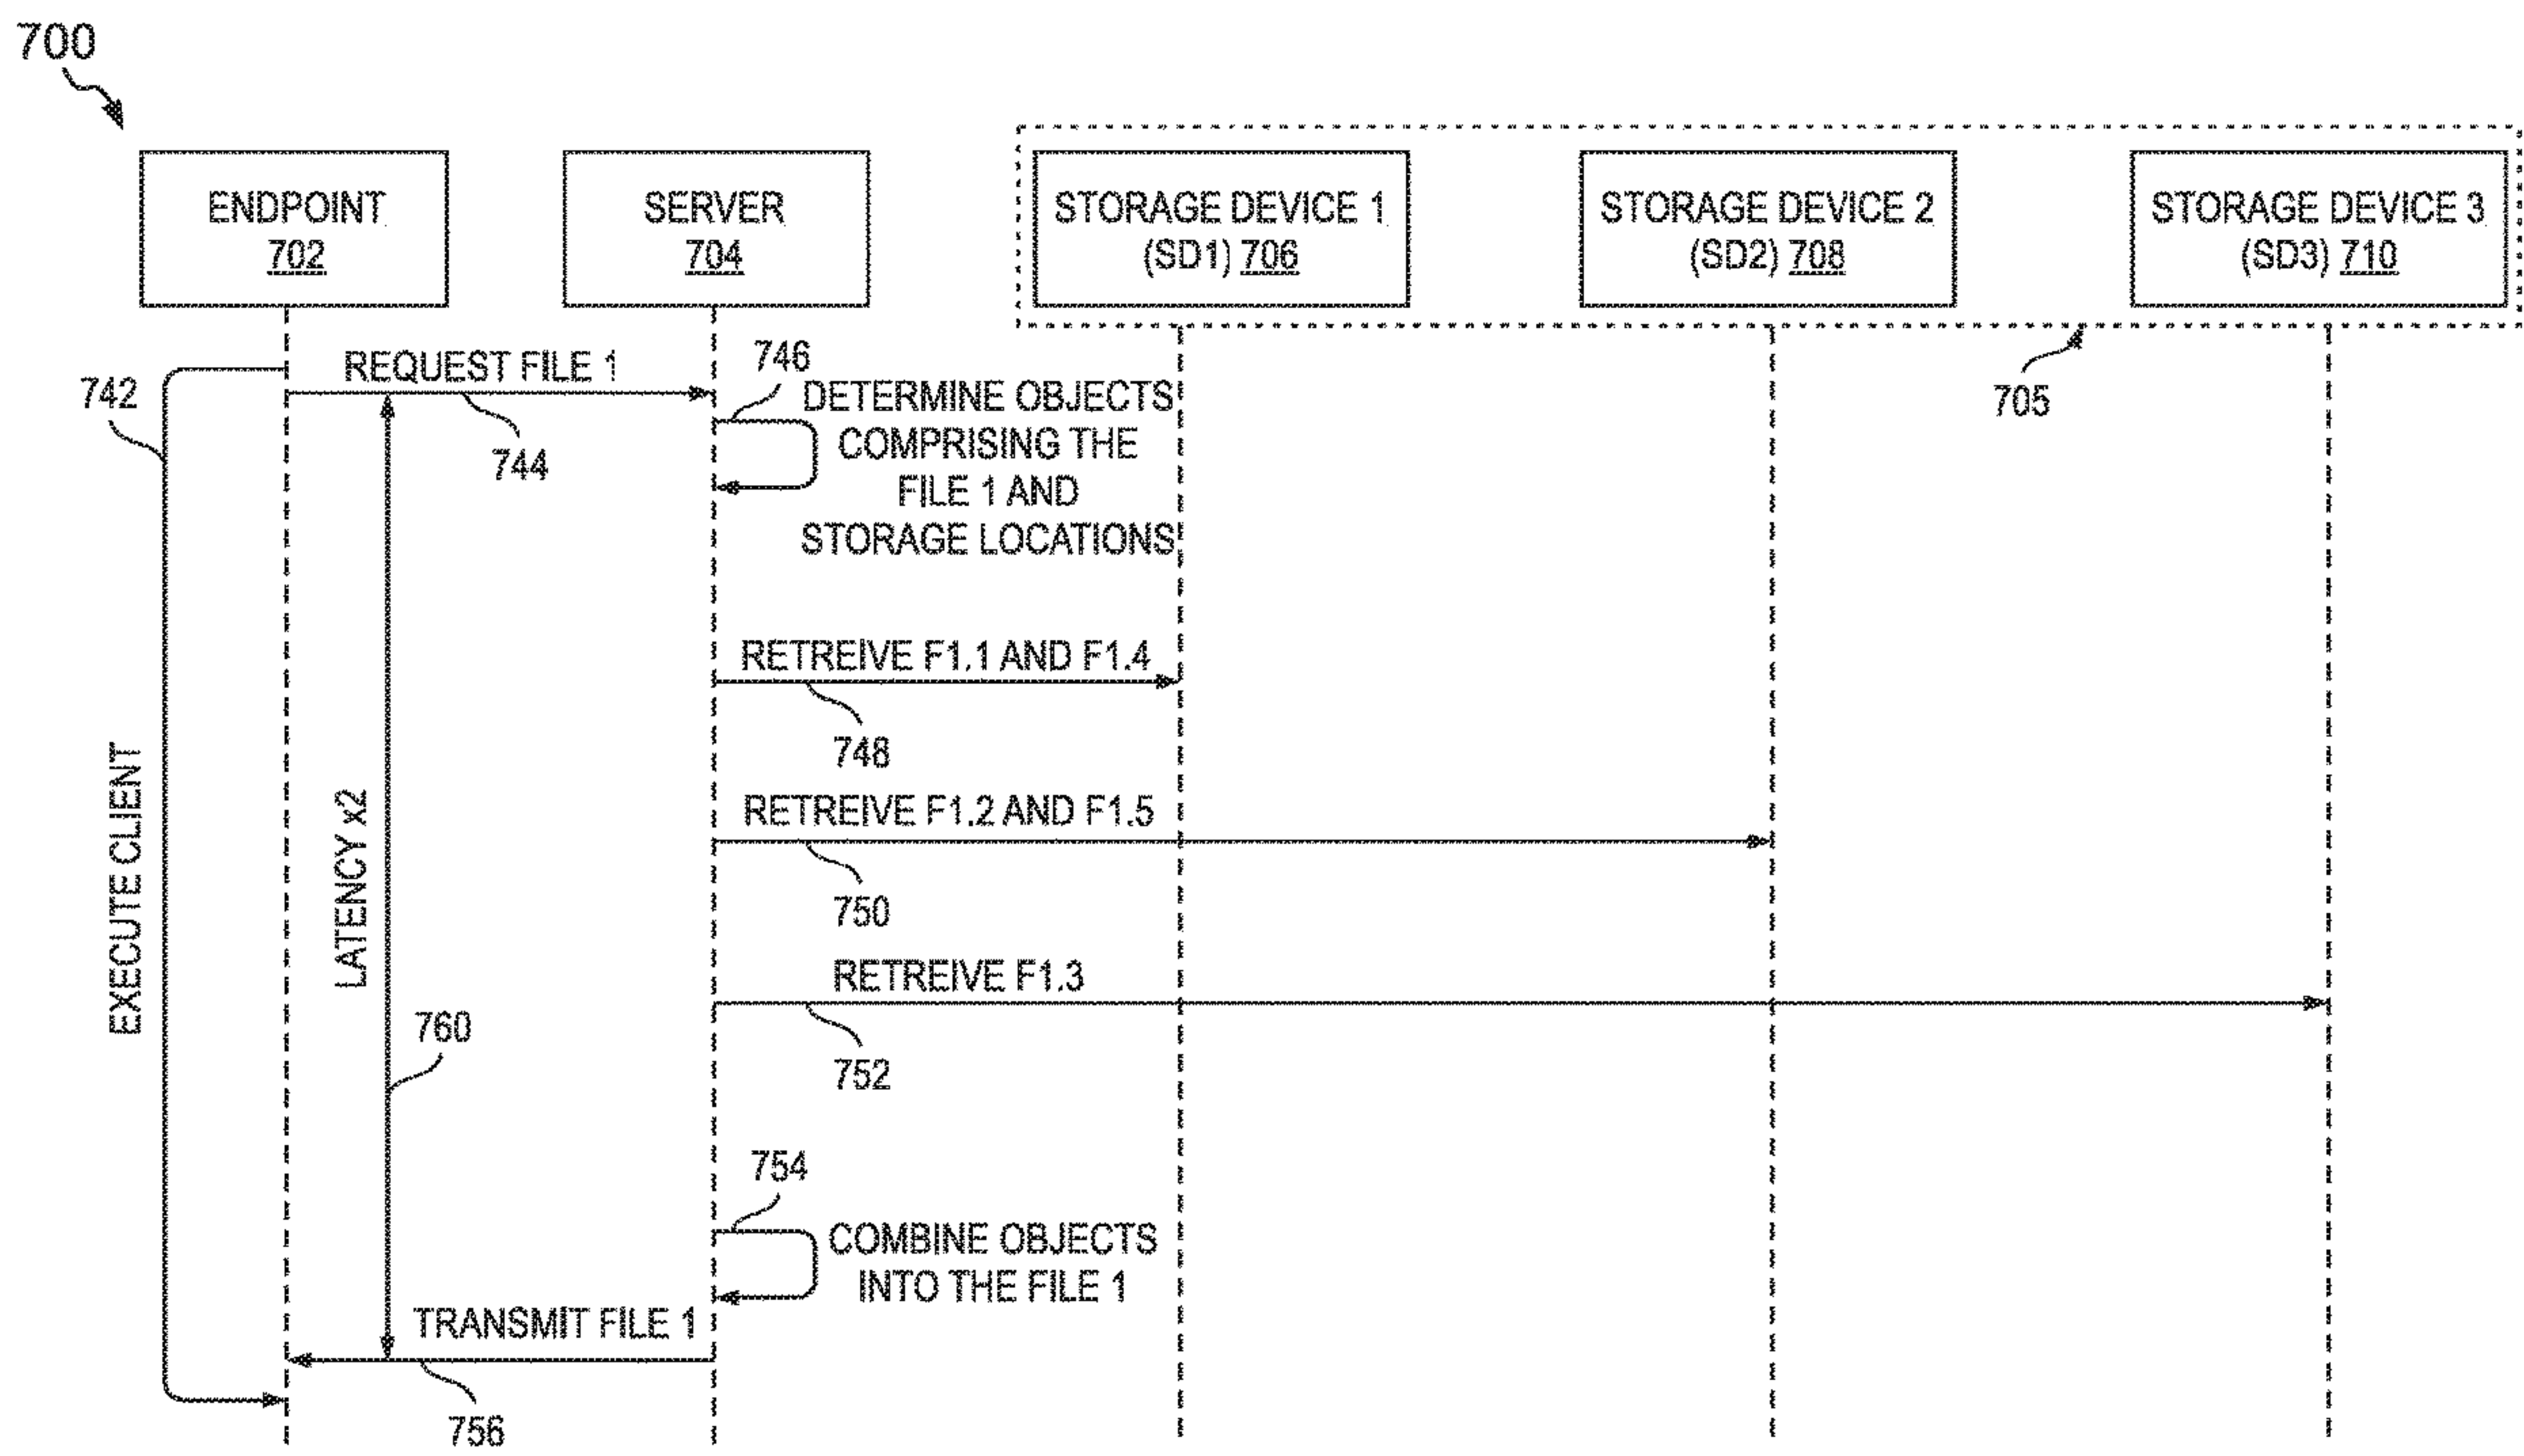 700
ENDPOINT
702
SERVER
704
STORAGE DEVICE 1
(SD1) 706
STORAGE DEVICE 2
(SD2) 708
STORAGE DEVICE 3
(SD3) 710
705
742
REQUEST FILE 1
744
746
DETERMINE OBJECTS
COMPRISING THE
FILE 1 AND
STORAGE LOCATIONS
RETREIVE F1.1 AND F1.4
748
EXECUTE CLIENT
LATENCY x2
RETREIVE F1.2 AND F1.5
750
RETREIVE F1.3
752
760
754
COMBINE OBJECTS
INTO THE FILE 1
TRANSMIT FILE 1
756